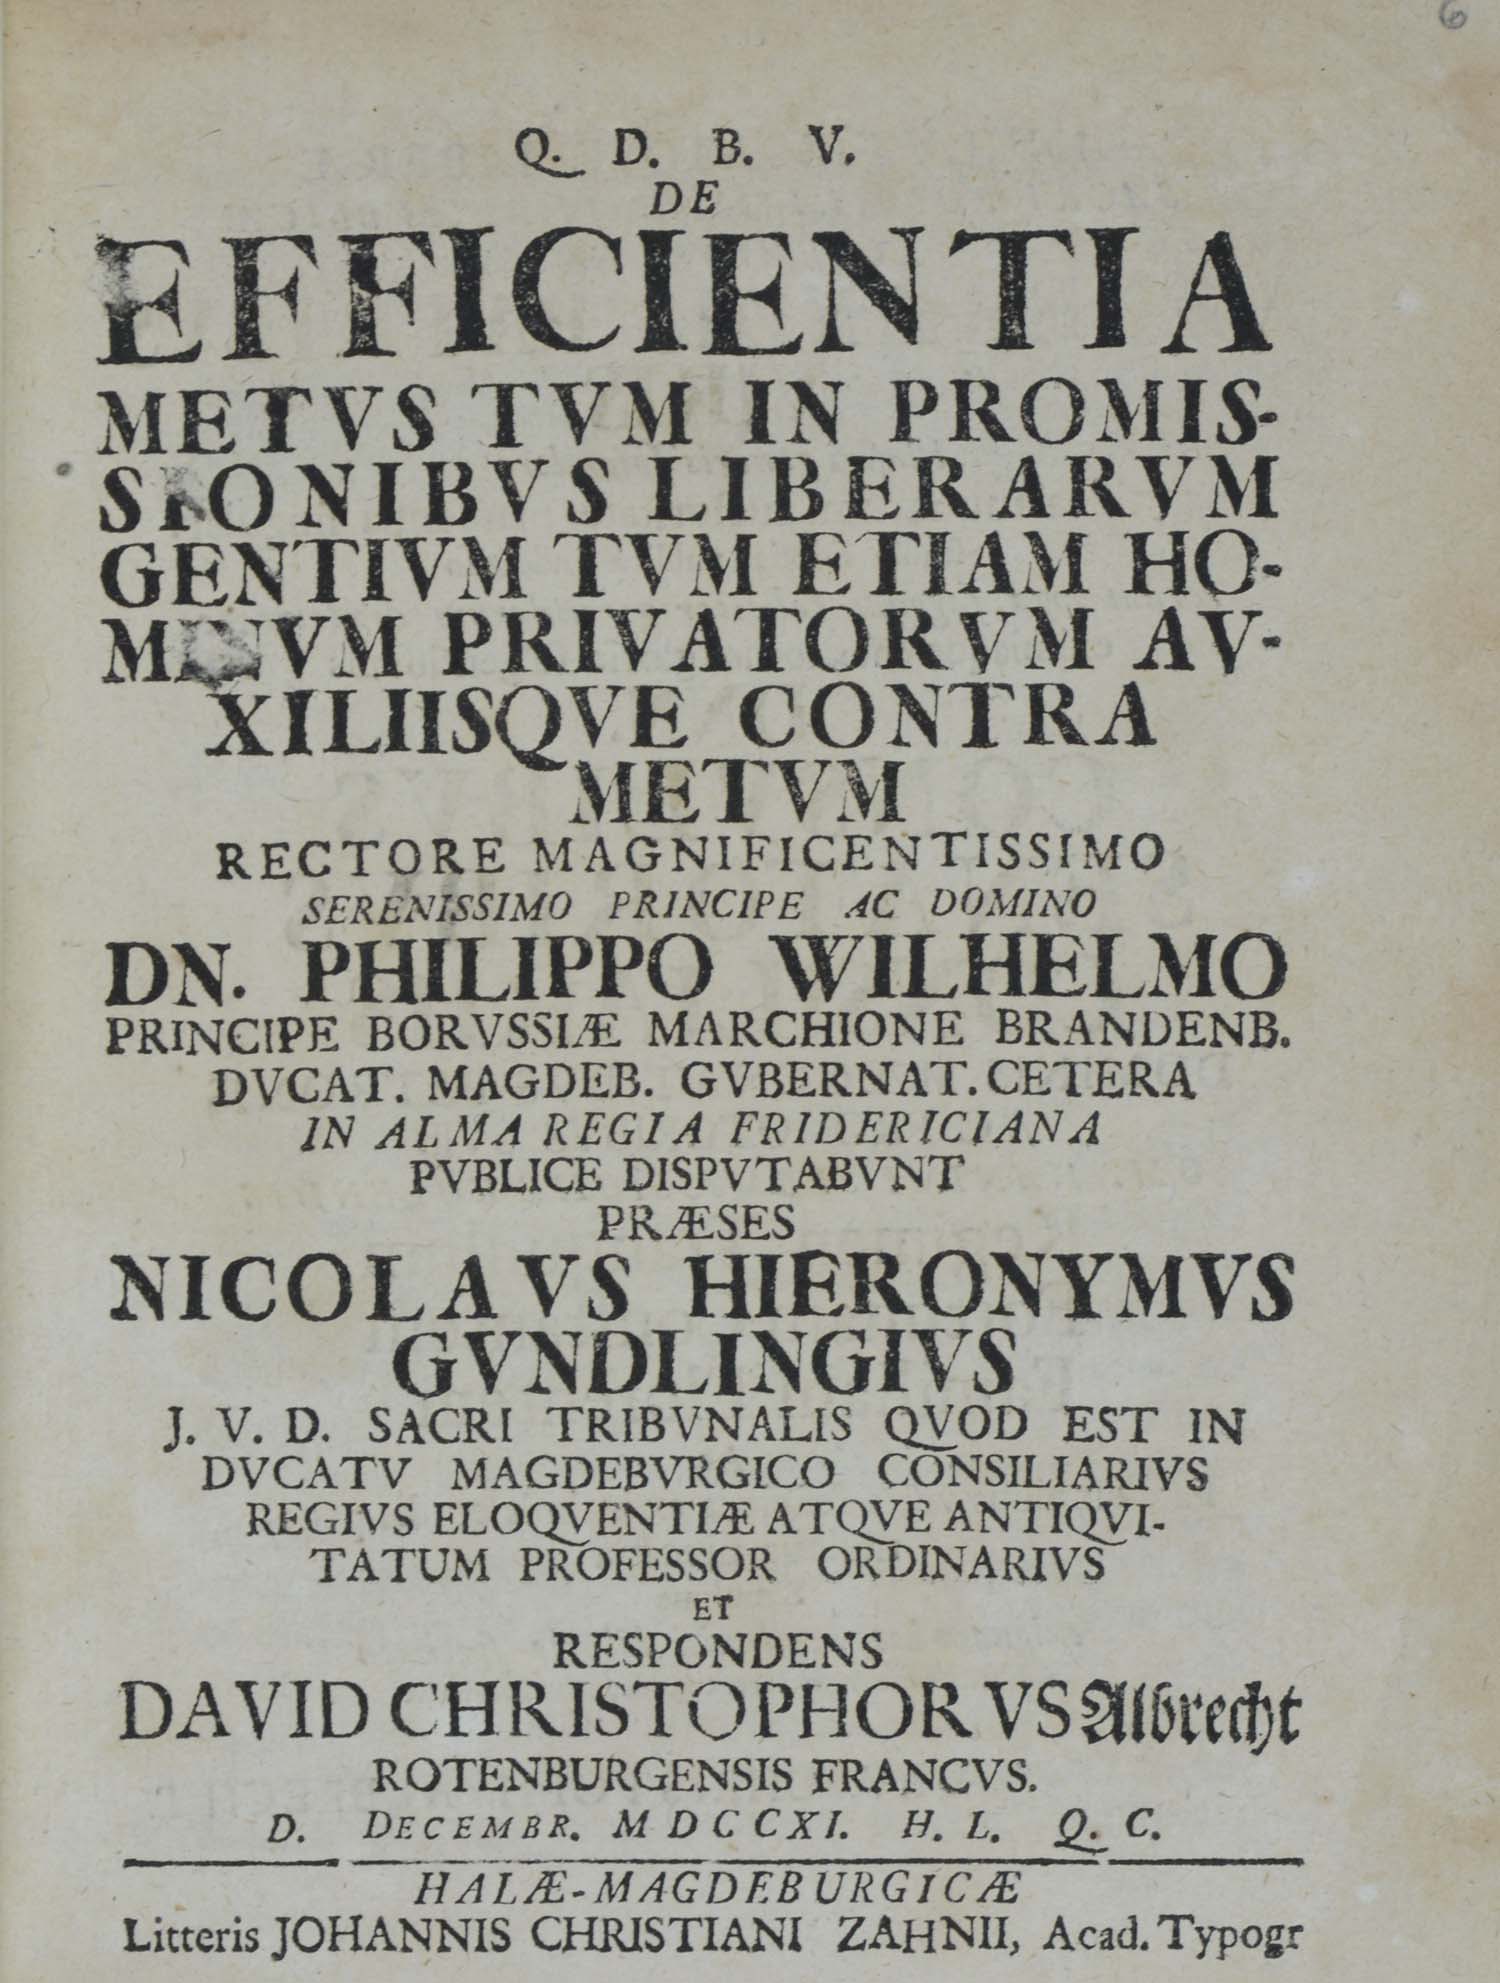 6
Q. D. B. V.
DE
EFFICIENTIA
METVS TVM IN PROMIS-
SIONIBVS LIBERARVM
GENTIVM TVM ETIAM HO-
MINVM PRIVATORVM AV-
XILIISQVE CONTRA
METVM
RECTORE MAGNIFICENTISSIMO
SERENISSIMO PRINCIPE AC DOMINO
DN. PHILIPPO WILHELMO
PRINCIPE BORVSSIÆ MARCHIONE BRANDENB.
DVCAT. MAGDEB. GVBERNAT. CETERA
IN ALMA REGIA FRIDERICIANA
PVBLICE DISPVTABVNT
PRÆSES
NICOLAVS HIERONYMVS
GVNDLINGIVS
J. V. D. SACRI TRIBVNALIS QVOD EST IN
DVCATV MAGDEBVRGICO CONSILIARIVS
REGIVS ELOQVENTIÆ ATQVE ANTIQVI-
TATUM PROFESSOR ORDINARIVS
ET
RESPONDENS
DAVID CHRISTOPHORVS Albrecht
ROTENBURGENSIS FRANCVS.
D. DECEMBR. MDCCXI. H. L. Q. C.
HALÆ-MAGDEBURGICÆ
Litteris JOHANNIS CHRISTIANI ZAHNII, Acad. Typogr